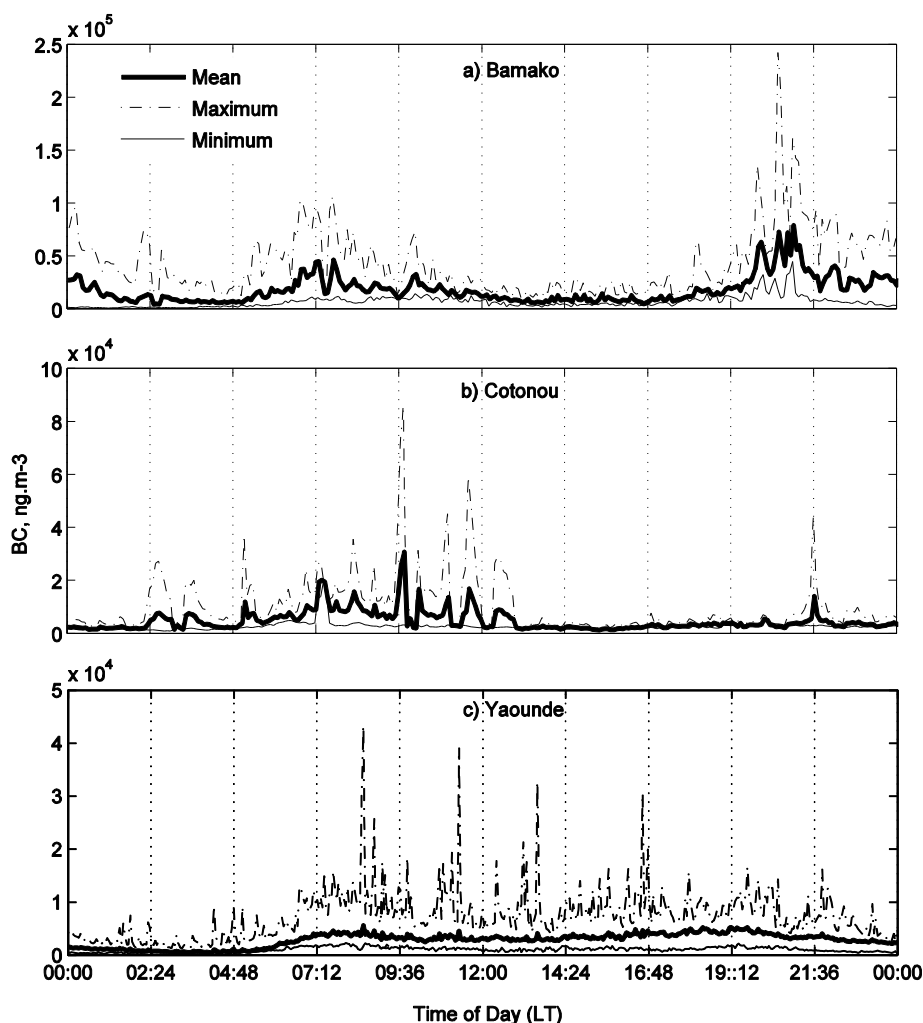 x 10^5
2.5
a) Bamako
Mean
2
Maximum
Minimum
1.5
1
0.5
0
x 10^4
10
b) Cotonou
8
6
4
2
0
BC, ng.m-3
x 10^4
5
c) Yaounde
4
3
2
1
0
00:00 02:24 04:48 07:12 09:36 12:00 14:24 16:48 19::12 21:36 00:00
Time of Day (LT)